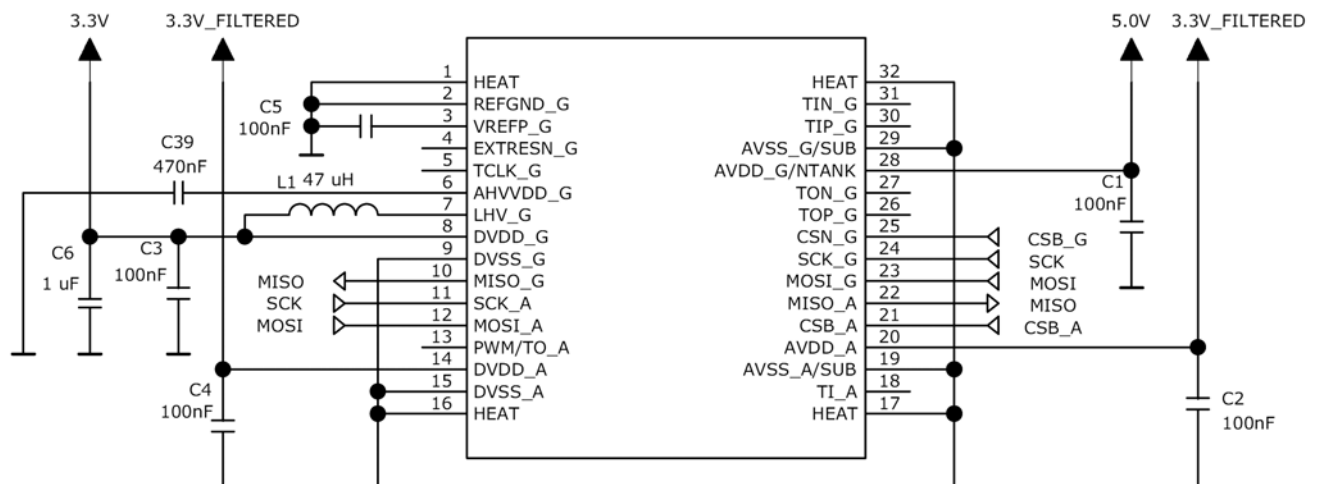 3.3V 3.3V_FILTERED 5.0V 3.3V_FILTERED
1 HEAT HEAT 32
2 REFGND_G TIN_G 31
C5
100nF
3 VREFP_G TIP_G 30
4 EXTRESN_G AVSS_G/SUB 29
C39
470nF
5 TCLK_G AVDD_G/NTANK 28
L1 47 uH
6 AHVVDD_G TON_G 27
C1
100nF
7 LHV_G TOP_G 26
8 DVDD_G CSN_G 25 CSB_G
C6
1 uF
C3
100nF
9 DVSS_G SCK_G 24 SCK
MISO 10 MISO_G MOSI_G 23 MOSI
SCK 11 SCK_A MISO_A 22 MISO
MOSI 12 MOSI_A CSB_A 21 CSB_A
13 PWM/TO_A AVDD_A 20
14 DVDD_A AVSS_A/SUB 19
C4
100nF
15 DVSS_A TI_A 18
16 HEAT HEAT 17
C2
100nF